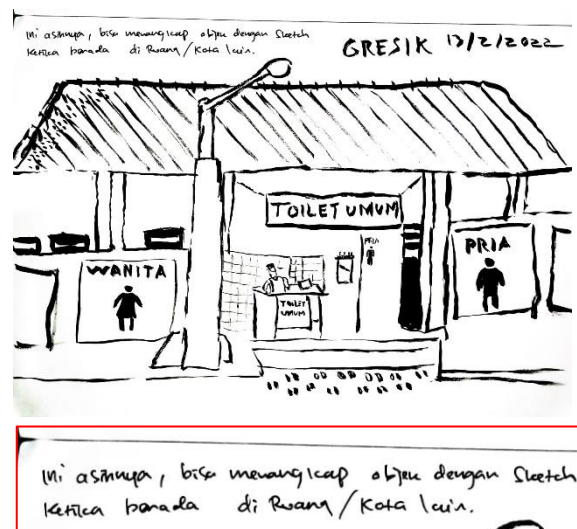 ini asiknya, bisa menangkap objek dengan Sketch
ketika berada di Ruang/Kota lain.
GRESIK 13/2/2022
TOILET UMUM
PRIA
WANITA
PRIA
TOILET
UMUM
ini asiknya, bisa menangkap objek dengan Sketch
ketika berada di Ruang/Kota lain.